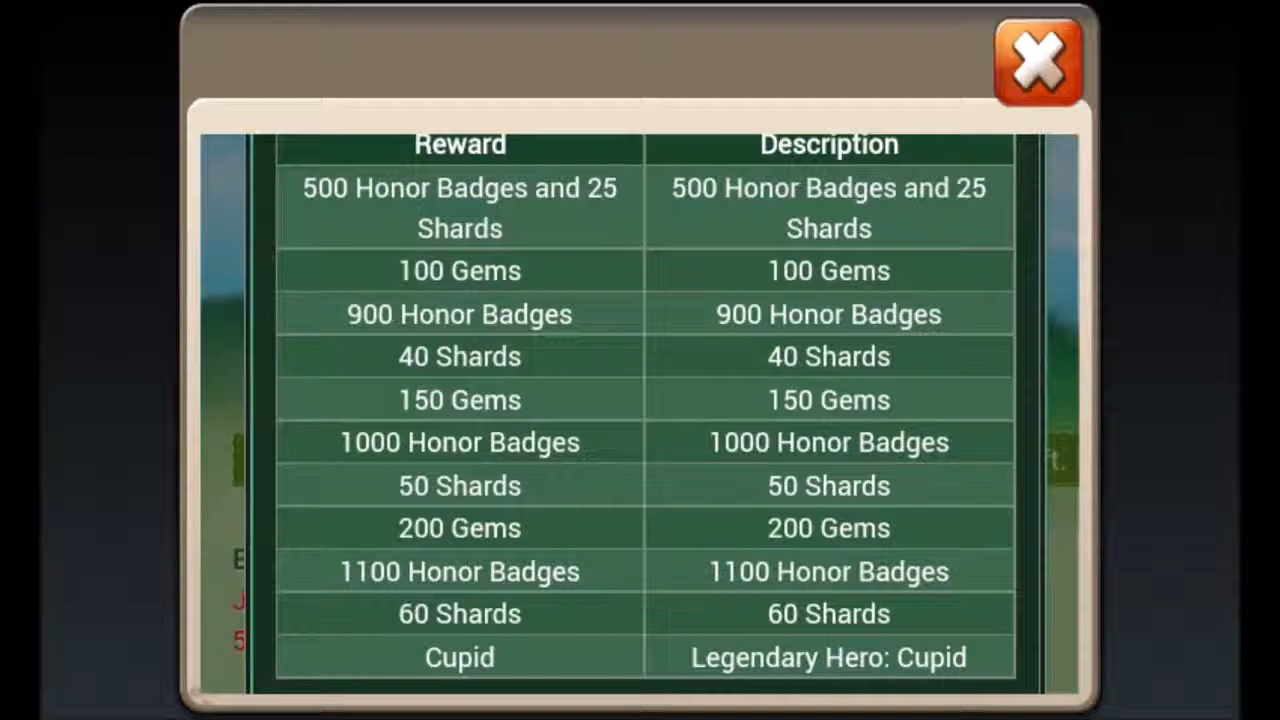 Reward Description
500 Honor Badges and 25 500 Honor Badges and 25
Shards Shards
100 Gems 100 Gems
900 Honor Badges 900 Honor Badges
40 Shards 40 Shards
150 Gems 150 Gems
1000 Honor Badges 1000 Honor Badges
50 Shards 50 Shards
200 Gems 200 Gems
1100 Honor Badges 1100 Honor Badges
60 Shards 60 Shards
Cupid Legendary Hero: Cupid